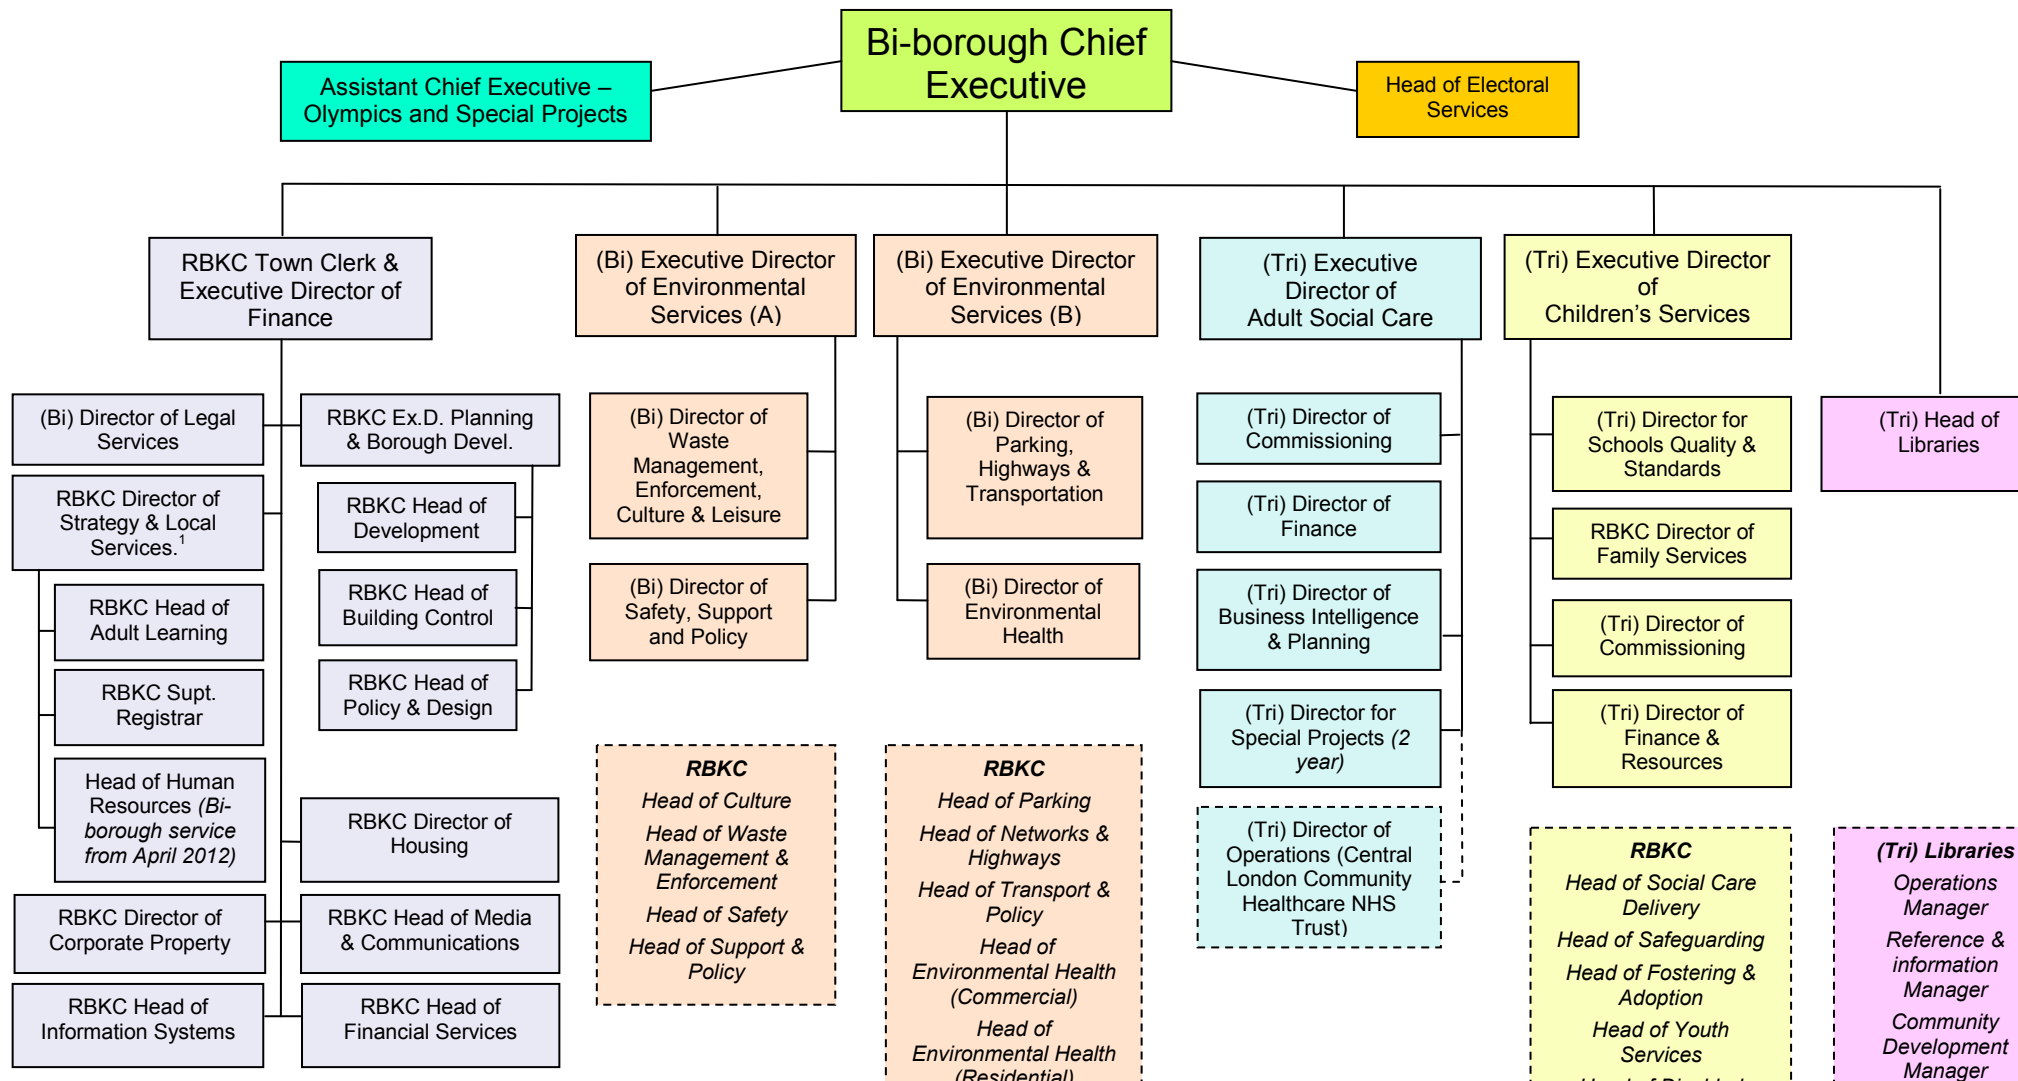 Bi-borough Chief
Executive
Assistant Chief Executive –
Olympics and Special Projects
Head of Electoral
Services
RBKC Town Clerk &
Executive Director of
Finance
(Bi) Executive Director
of Environmental
Services (A)
(Bi) Executive Director
of Environmental
Services (B)
(Tri) Executive
Director of
Adult Social Care
(Tri) Executive Director
of
Children’s Services
(Bi) Director of Legal
Services
RBKC Director of
Strategy & Local
Services.1
RBKC Head of
Adult Learning
RBKC Supt.
Registrar
Head of Human
Resources (Bi-
borough service
from April 2012)
RBKC Director of
Corporate Property
RBKC Head of
Information Systems
RBKC Ex.D. Planning
& Borough Devel.
RBKC Head of
Development
RBKC Head of
Building Control
RBKC Head of
Policy & Design
RBKC Director of
Housing
RBKC Head of Media
& Communications
RBKC Head of
Financial Services
(Bi) Director of
Waste
Management,
Enforcement,
Culture & Leisure
(Bi) Director of
Safety, Support
and Policy
RBKC
Head of Culture
Head of Waste
Management &
Enforcement
Head of Safety
Head of Support &
Policy
(Bi) Director of
Parking,
Highways &
Transportation
(Bi) Director of
Environmental
Health
RBKC
Head of Parking
Head of Networks &
Highways
Head of Transport &
Policy
Head of
Environmental Health
(Commercial)
Head of
Environmental Health
(Residential)
(Tri) Director of
Commissioning
(Tri) Director of
Finance
(Tri) Director of
Business Intelligence
& Planning
(Tri) Director for
Special Projects (2
year)
(Tri) Director of
Operations (Central
London Community
Healthcare NHS
Trust)
(Tri) Director for
Schools Quality &
Standards
RBKC Director of
Family Services
(Tri) Director of
Commissioning
(Tri) Director of
Finance &
Resources
RBKC
Head of Social Care
Delivery
Head of Safeguarding
Head of Fostering &
Adoption
Head of Youth
Services
Head of Disabled
(Tri) Head of
Libraries
(Tri) Libraries
Operations
Manager
Reference &
information
Manager
Community
Development
Manager